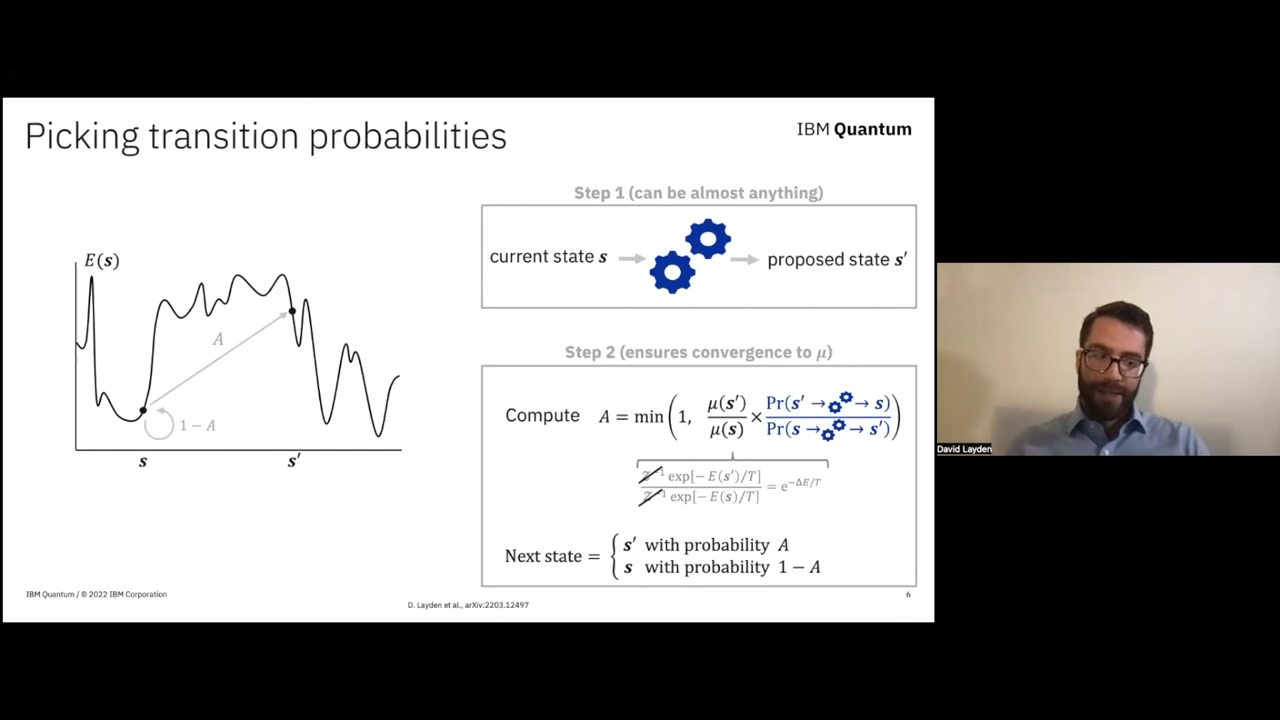 Picking transition probabilities
IBM Quantum
E(s)
A
1 − A
s
s′
Step 1 (can be almost anything)
current state s → → proposed state s′
Step 2 (ensures convergence to μ)
Compute A = min(1, μ(s′)/μ(s) × Pr(s′ → → s)/Pr(s → → s′))
𝒵⁻¹ exp[−E(s′)/T]/𝒵⁻¹ exp[−E(s)/T] = e^−ΔE/T
Next state = { s′ with probability A
s with probability 1 − A
IBM Quantum / © 2022 IBM Corporation
D. Layden et al., arXiv:2203.12497
6
David Layden